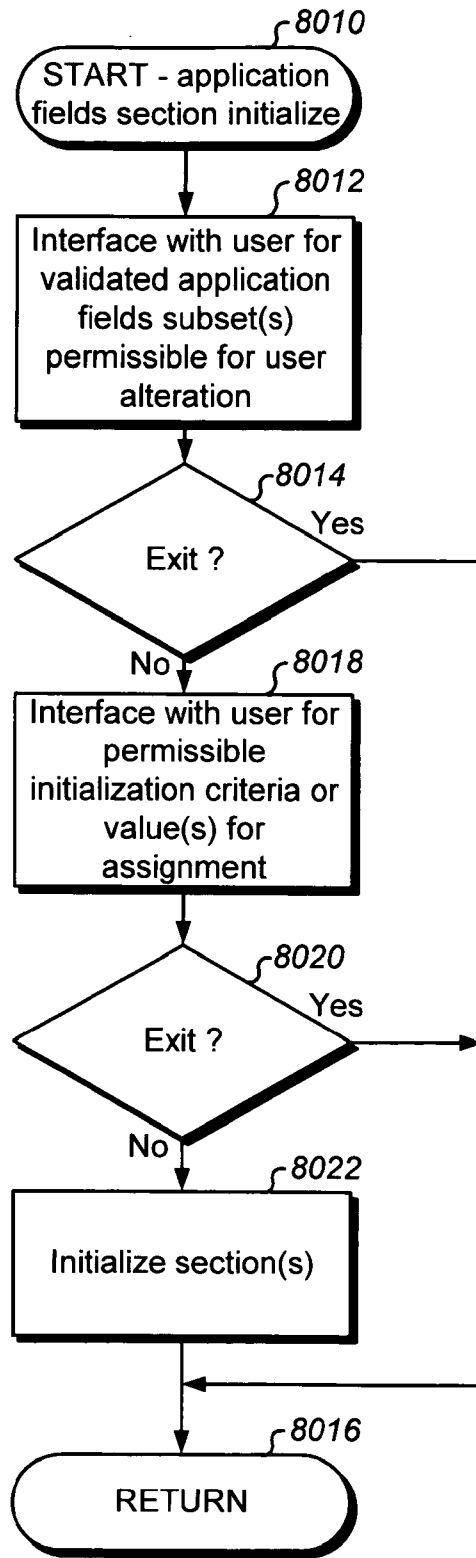 8010
START - application
fields section initialize
8012
Interface with user for
validated application
fields subset(s)
permissible for user
alteration
8014
Yes
Exit ?
No
8018
Interface with user for
permissible
initialization criteria or
value(s) for
assignment
8020
Yes
Exit ?
No
8022
Initialize section(s)
8016
RETURN